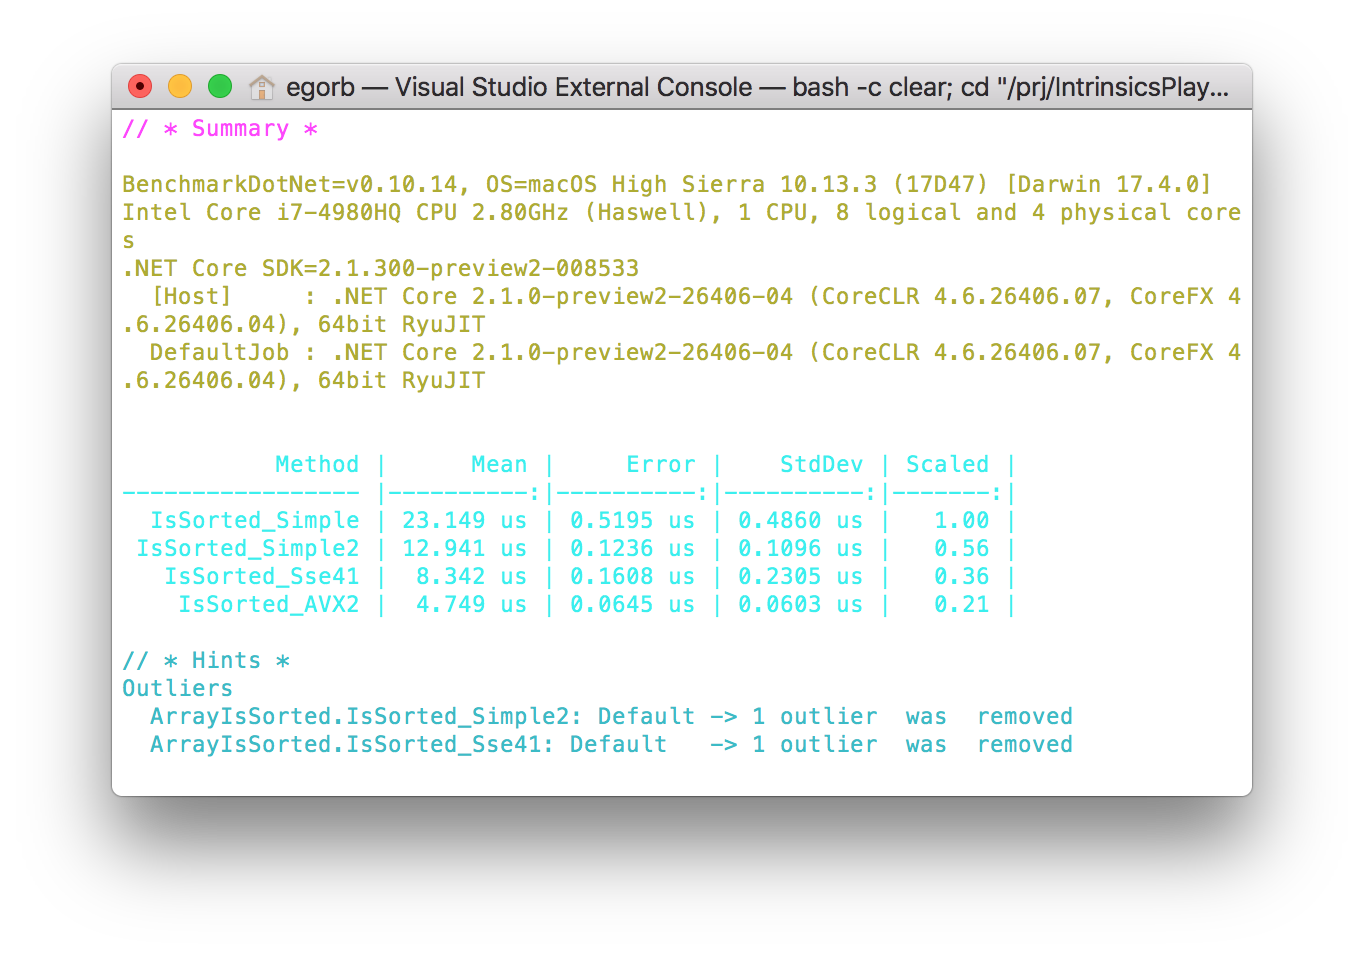 egorb — Visual Studio External Console — bash -c clear; cd "/prj/IntrinsicsPlay...
// * Summary *
BenchmarkDotNet=v0.10.14, OS=macOS High Sierra 10.13.3 (17D47) [Darwin 17.4.0]
Intel Core i7-4980HQ CPU 2.80GHz (Haswell), 1 CPU, 8 logical and 4 physical core
s
.NET Core SDK=2.1.300-preview2-008533
  [Host]     : .NET Core 2.1.0-preview2-26406-04 (CoreCLR 4.6.26406.07, CoreFX 4
.6.26406.04), 64bit RyuJIT
  DefaultJob : .NET Core 2.1.0-preview2-26406-04 (CoreCLR 4.6.26406.07, CoreFX 4
.6.26406.04), 64bit RyuJIT
           Method |      Mean |     Error |    StdDev | Scaled |
----------------- |----------:|----------:|----------:|-------:|
  IsSorted_Simple | 23.149 us | 0.5195 us | 0.4860 us |   1.00 |
 IsSorted_Simple2 | 12.941 us | 0.1236 us | 0.1096 us |   0.56 |
   IsSorted_Sse41 |  8.342 us | 0.1608 us | 0.2305 us |   0.36 |
    IsSorted_AVX2 |  4.749 us | 0.0645 us | 0.0603 us |   0.21 |
// * Hints *
Outliers
  ArrayIsSorted.IsSorted_Simple2: Default -> 1 outlier  was  removed
  ArrayIsSorted.IsSorted_Sse41: Default   -> 1 outlier  was  removed